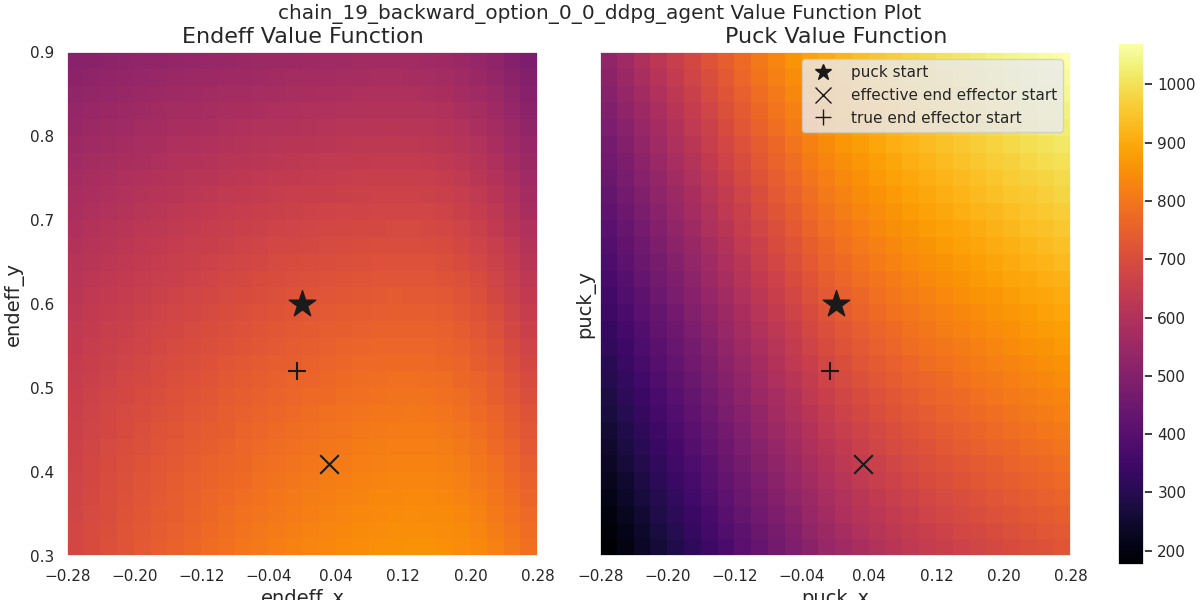 chain_19_backward_option_0_0_ddpg_agent Value Function Plot
Endeff Value Function
Puck Value Function
0.9
0.8
0.7
0.6
0.5
0.4
0.3
endeff_y
−0.28 −0.20 −0.12 −0.04 0.04 0.12 0.20 0.28
endeff_x
puck_y
puck start
effective end effector start
true end effector start
−0.28 −0.20 −0.12 −0.04 0.04 0.12 0.20 0.28
puck_x
1000
900
800
700
600
500
400
300
200